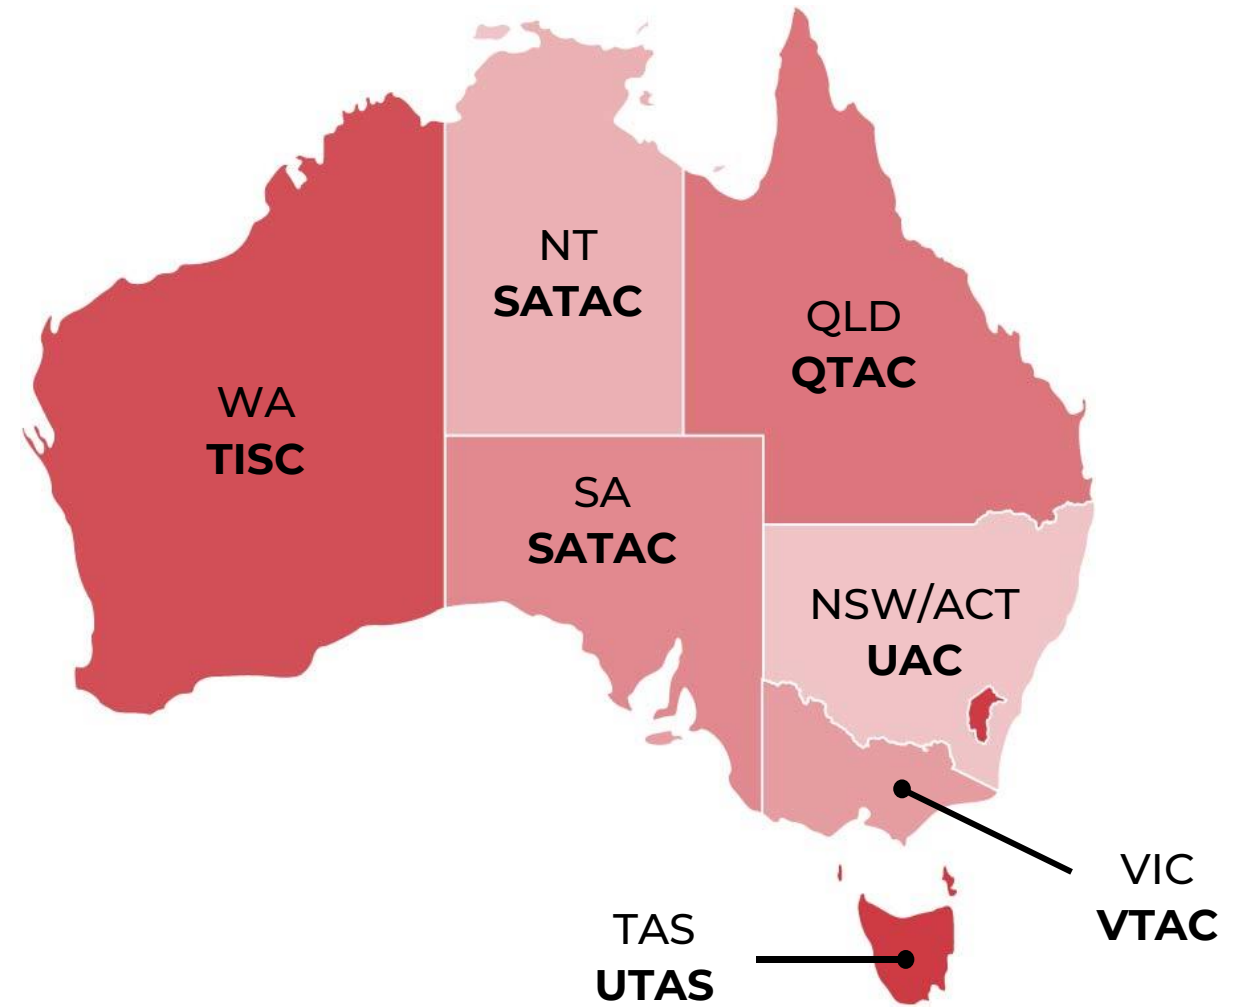 NT
SATAC
QLD
QTAC
WA
TISC
SA
SATAC
NSW/ACT
UAC
VIC
VTAC
TAS
UTAS